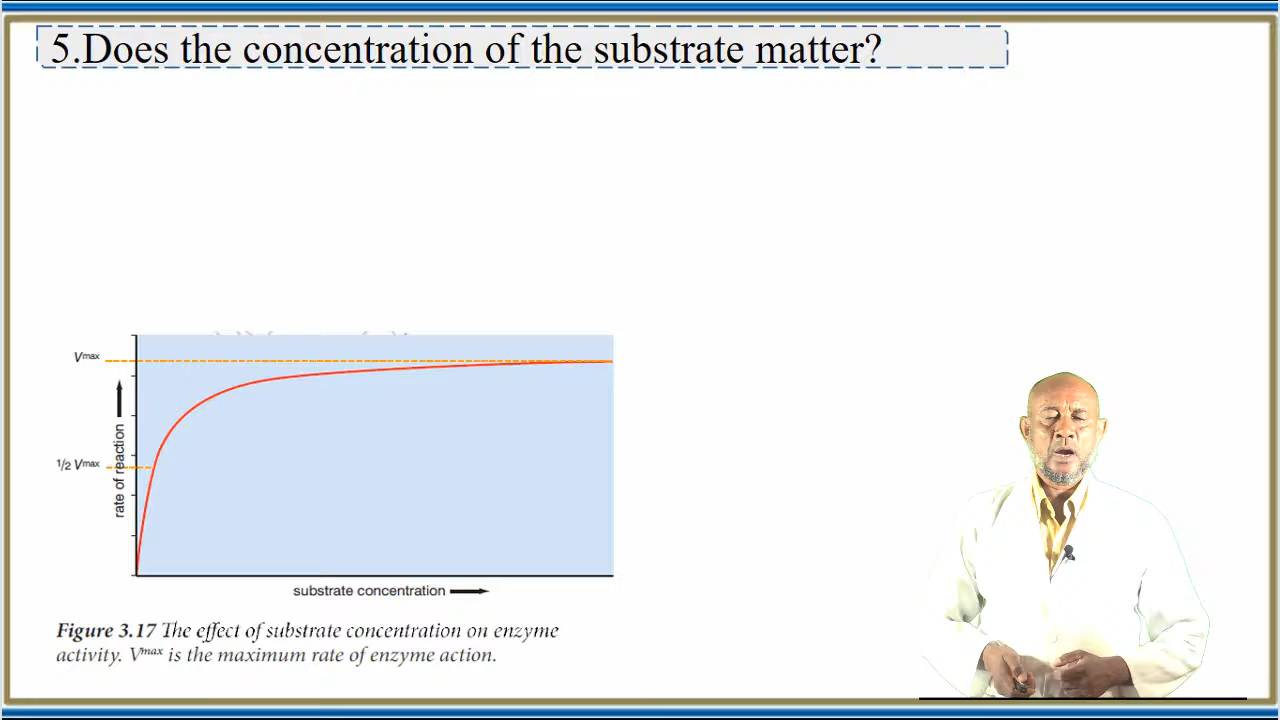 5.Does the concentration of the substrate matter?
Vmax
1/2 Vmax
rate of reaction
substrate concentration
Figure 3.17 The effect of substrate concentration on enzyme
activity. Vmax is the maximum rate of enzyme action.